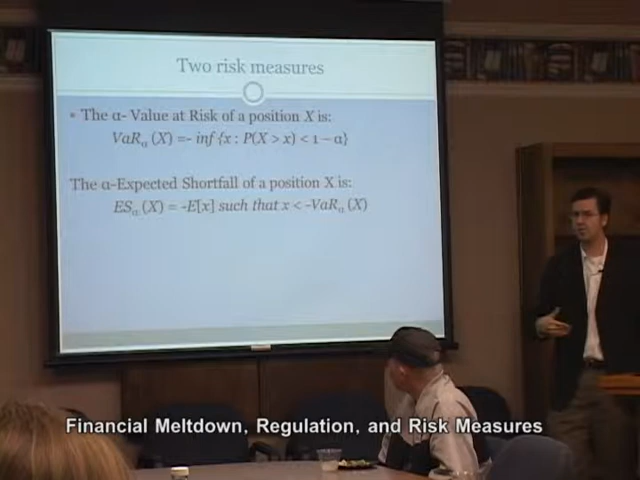 Two risk measures
• The α- Value at Risk of a position X is:
VaRα (X) =- inf {x : P(X > x) < 1 – α}
The α-Expected Shortfall of a position X is:
ESα (X) = -E[x] such that x < -VaRα (X)
Financial Meltdown, Regulation, and Risk Measures